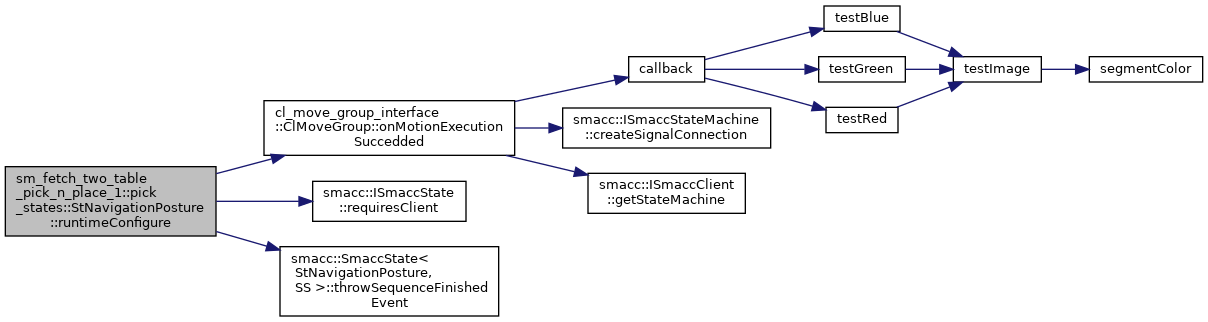 sm_fetch_two_table
_pick_n_place_1::pick
_states::StNavigationPosture
::runtimeConfigure
cl_move_group_interface
::ClMoveGroup::onMotionExecution
Succedded
callback
testBlue
testGreen
testRed
testImage
segmentColor
smacc::ISmaccStateMachine
::createSignalConnection
smacc::ISmaccClient
::getStateMachine
smacc::ISmaccState
::requiresClient
smacc::SmaccState<
StNavigationPosture,
SS >::throwSequenceFinished
Event